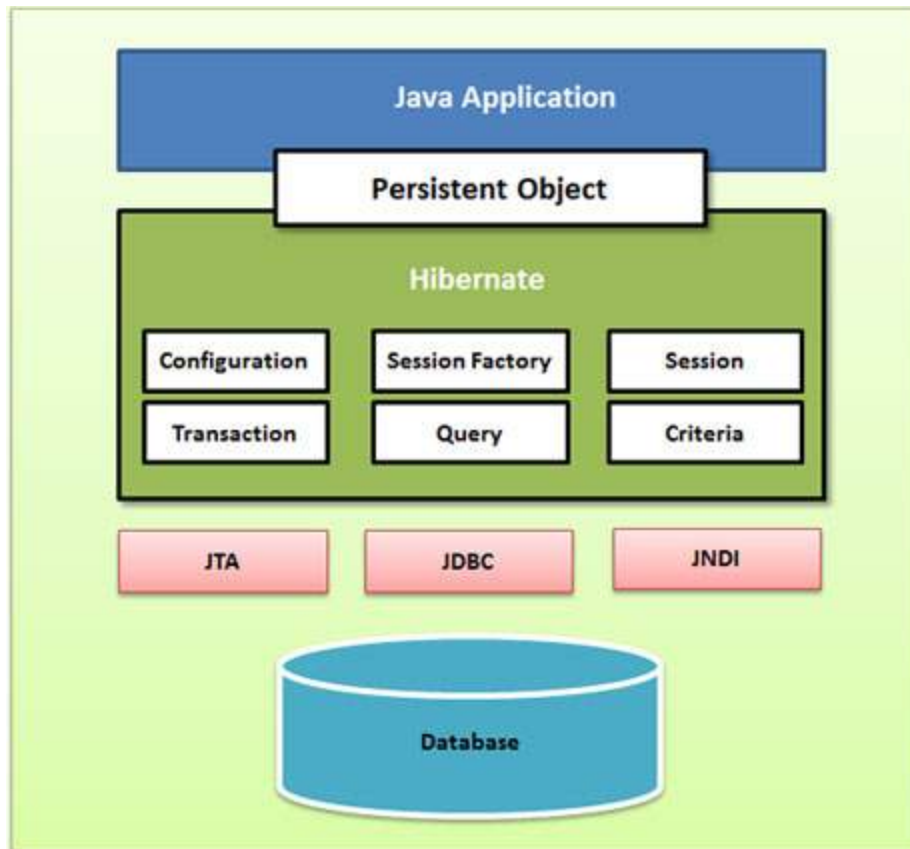 Java Application
Persistent Object
Hibernate
Configuration
Session Factory
Session
Transaction
Query
Criteria
JTA
JDBC
JNDI
Database